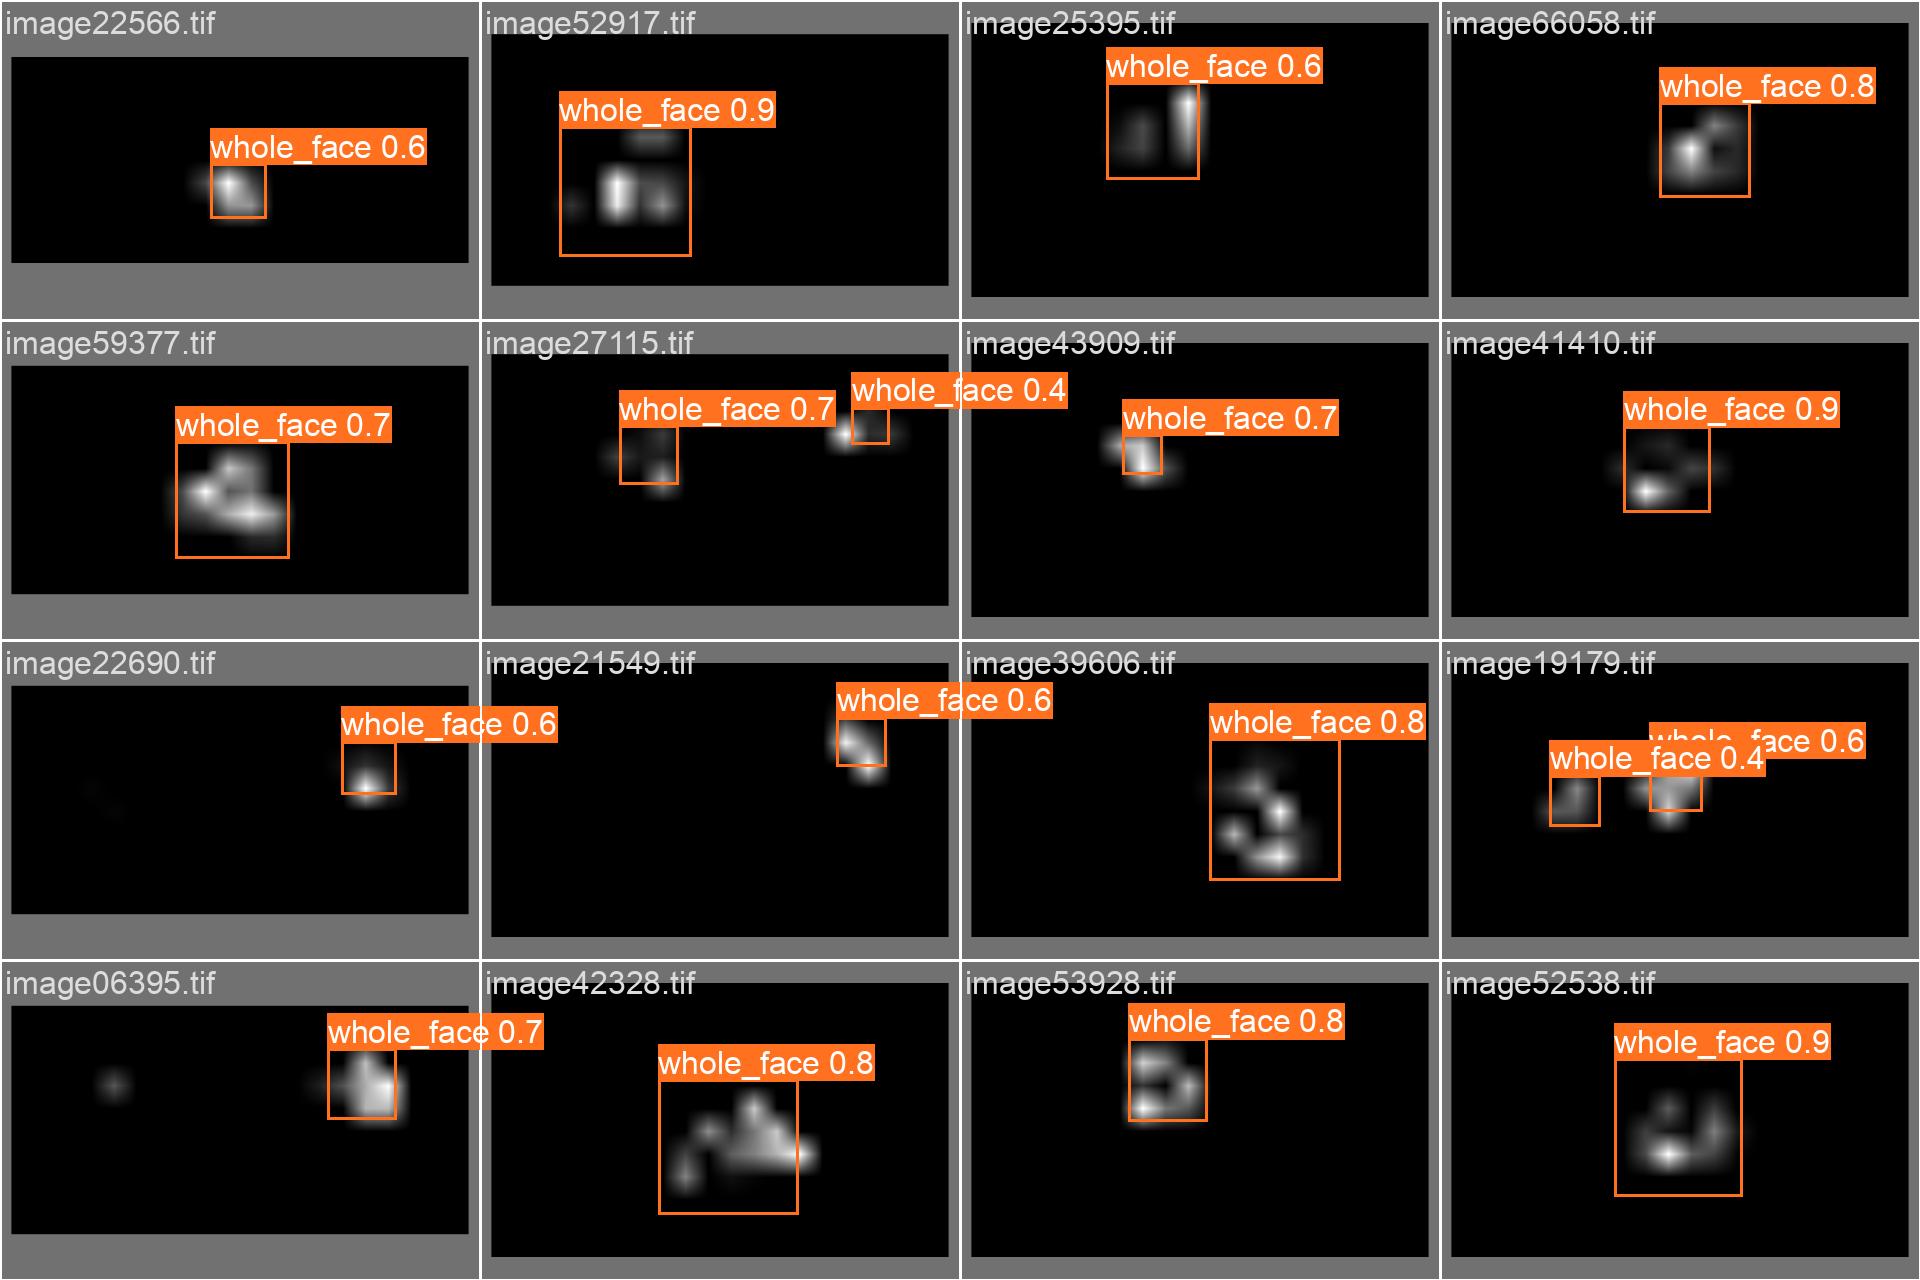 image22566.tif
whole_face 0.6
image52917.tif
whole_face 0.9
image25395.tif
whole_face 0.6
image66058.tif
whole_face 0.8
image59377.tif
whole_face 0.7
image27115.tif
whole_face 0.7
whole_face 0.4
image43909.tif
whole_face 0.7
image41410.tif
whole_face 0.9
image22690.tif
whole_face 0.6
image21549.tif
whole_face 0.6
image39606.tif
whole_face 0.8
image19179.tif
whole_face 0.6
whole_face 0.4
image06395.tif
whole_face 0.7
image42328.tif
whole_face 0.8
image53928.tif
whole_face 0.8
image52538.tif
whole_face 0.9